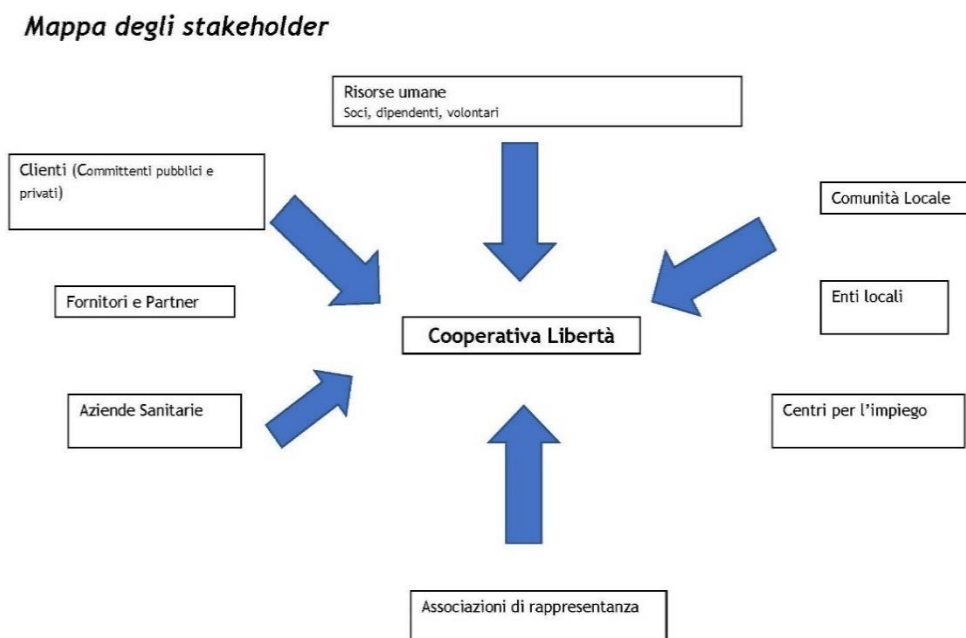 Mappa degli stakeholder
Risorse umane
Soci, dipendenti, volontari
Clienti (Committenti pubblici e
privati)
Comunità Locale
Fornitori e Partner
Enti locali
Cooperativa Libertà
Aziende Sanitarie
Centri per l'impiego
Associazioni di rappresentanza